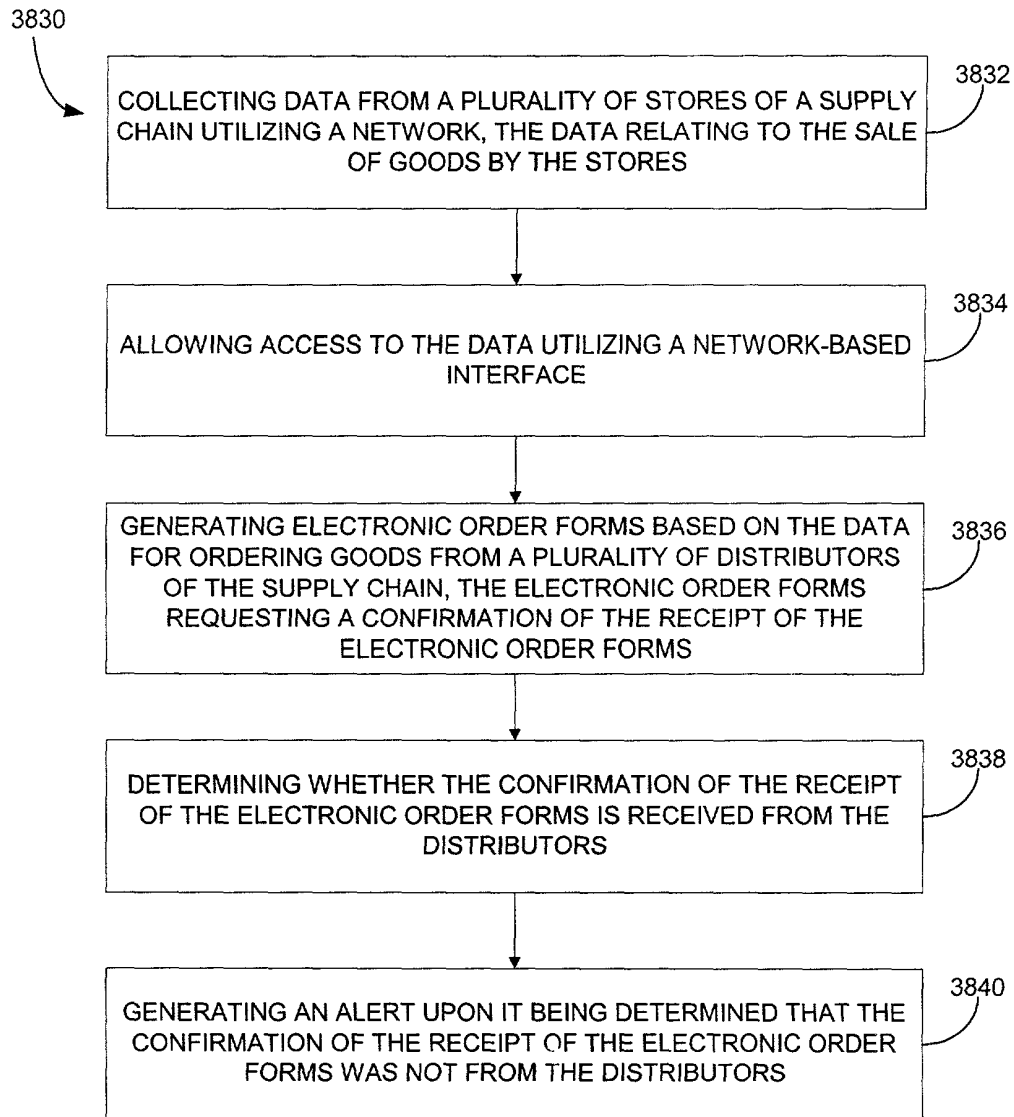 3830
3832
COLLECTING DATA FROM A PLURALITY OF STORES OF A SUPPLY
CHAIN UTILIZING A NETWORK, THE DATA RELATING TO THE SALE
OF GOODS BY THE STORES
3834
ALLOWING ACCESS TO THE DATA UTILIZING A NETWORK-BASED
INTERFACE
3836
GENERATING ELECTRONIC ORDER FORMS BASED ON THE DATA
FOR ORDERING GOODS FROM A PLURALITY OF DISTRIBUTORS
OF THE SUPPLY CHAIN, THE ELECTRONIC ORDER FORMS
REQUESTING A CONFIRMATION OF THE RECEIPT OF THE
ELECTRONIC ORDER FORMS
3838
DETERMINING WHETHER THE CONFIRMATION OF THE RECEIPT
OF THE ELECTRONIC ORDER FORMS IS RECEIVED FROM THE
DISTRIBUTORS
3840
GENERATING AN ALERT UPON IT BEING DETERMINED THAT THE
CONFIRMATION OF THE RECEIPT OF THE ELECTRONIC ORDER
FORMS WAS NOT FROM THE DISTRIBUTORS